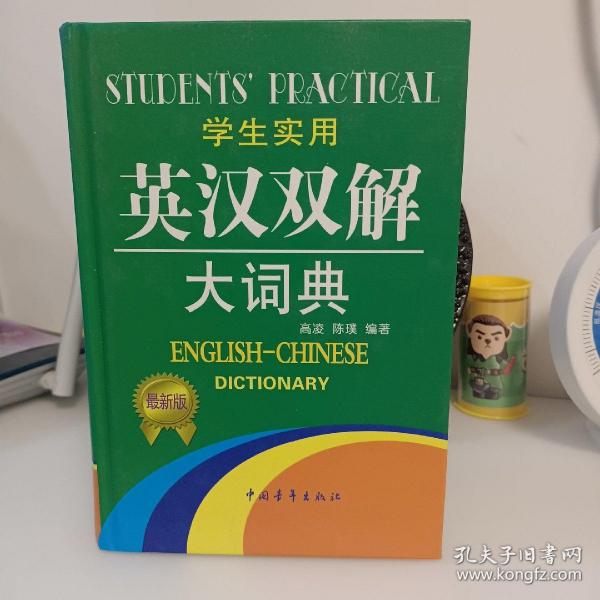 STUDENTS' PRACTICAL
学生实用
英汉双解
大词典
高凌 陈璞 编著
ENGLISH-CHINESE
DICTIONARY
最新版
中国青年出版社
孔夫子旧书网
www.kongfz.com